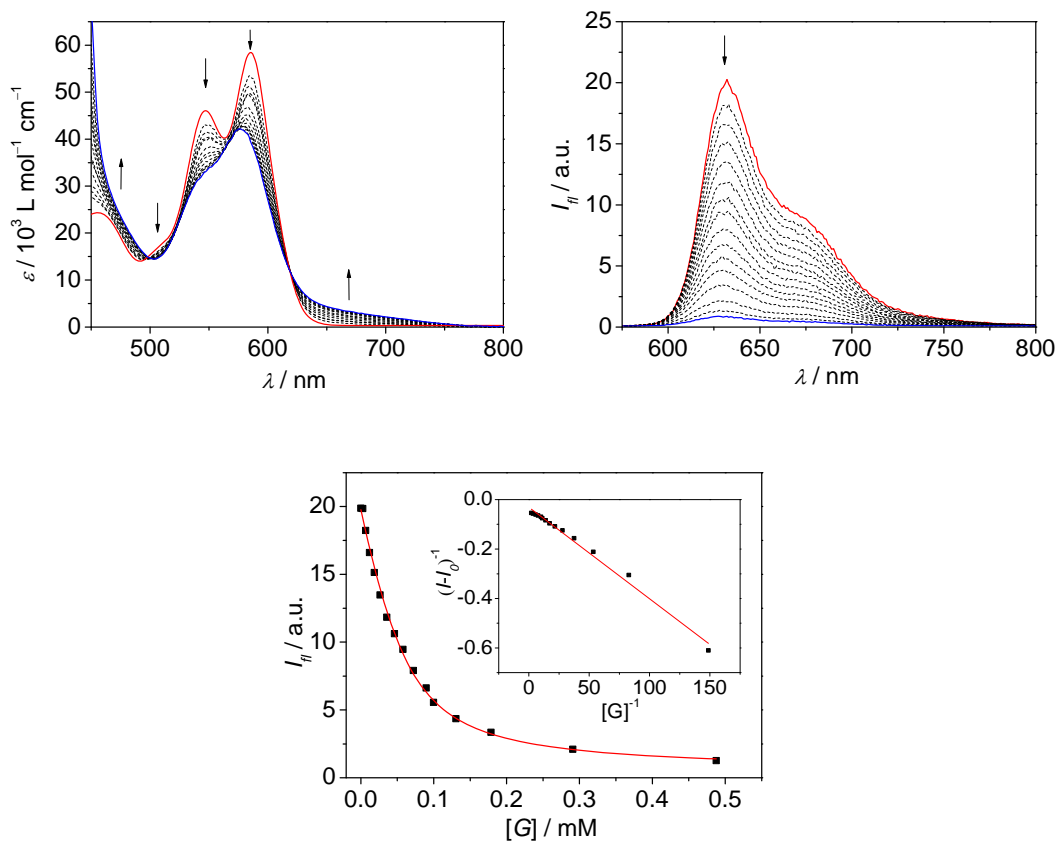 60
50
40
30
20
10
0
ε / 10³ L mol⁻¹ cm⁻¹
500 600 700 800
λ / nm
25
20
15
10
5
0
I_fl / a.u.
600 650 700 750 800
λ / nm
20
15
10
5
0
I_fl / a.u.
0.0 0.1 0.2 0.3 0.4 0.5
[G] / mM
0.0
-0.2
-0.4
-0.6
(I-I₀)⁻¹
0 50 100 150
[G]⁻¹